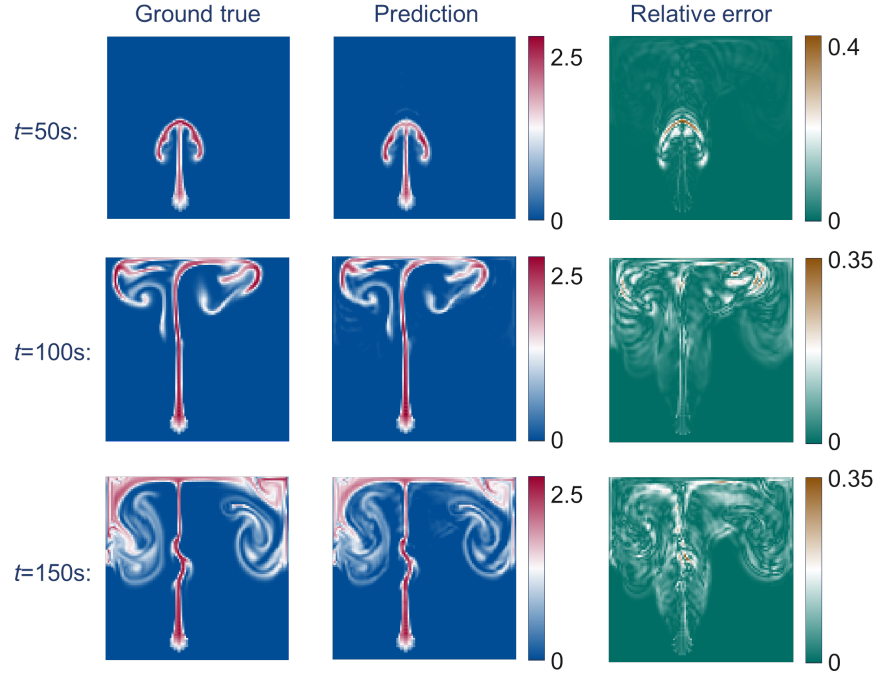 Ground true Prediction Relative error
2.5 0.4
t=50s:
0 0
2.5 0.35
t=100s:
0 0
2.5 0.35
t=150s:
0 0